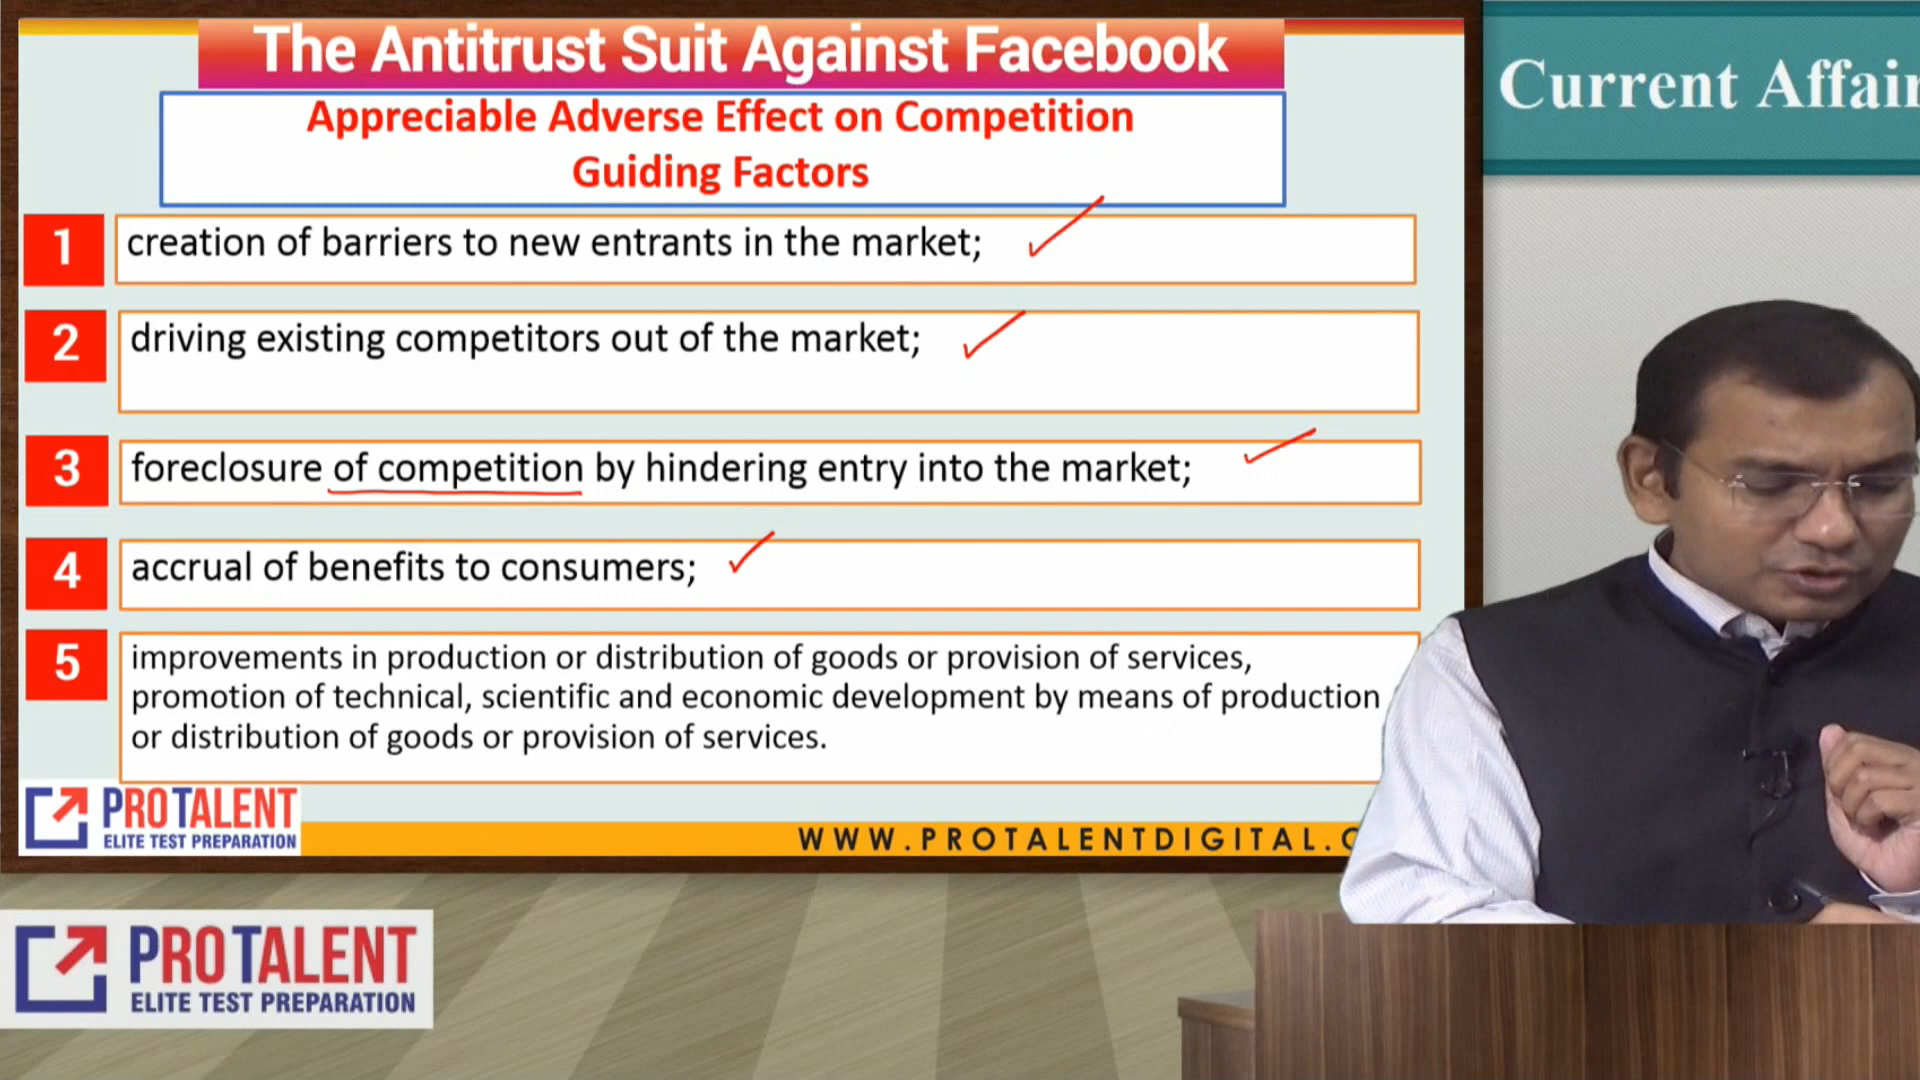 The Antitrust Suit Against Facebook
Current Affair
Appreciable Adverse Effect on Competition
Guiding Factors
1
creation of barriers to new entrants in the market;
2
driving existing competitors out of the market;
3
foreclosure of competition by hindering entry into the market;
4
accrual of benefits to consumers;
5
improvements in production or distribution of goods or provision of services,
promotion of technical, scientific and economic development by means of production
or distribution of goods or provision of services.
PROTALENT
ELITE TEST PREPARATION
WWW.PROTALENTDIGITAL.C
PROTALENT
ELITE TEST PREPARATION